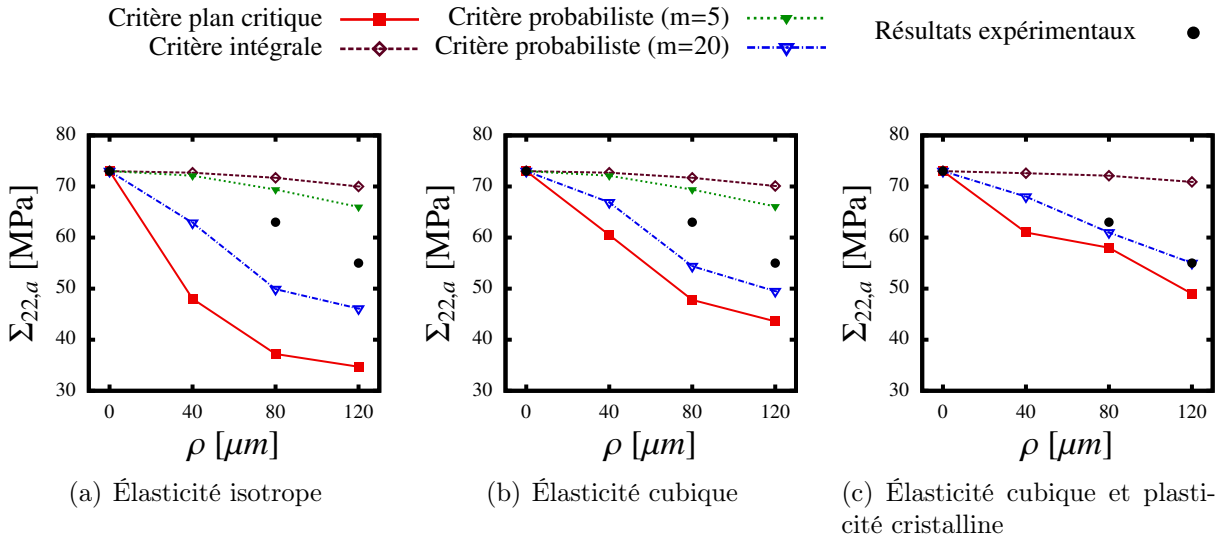 Critère plan critique
Critère intégrale
Critère probabiliste (m=5)
Critère probabiliste (m=20)
Résultats expérimentaux
80
70
60
50
40
30
Σ22,a [MPa]
0 40 80 120
ρ [μm]
(a) Élasticité isotrope
80
70
60
50
40
30
Σ22,a [MPa]
0 40 80 120
ρ [μm]
(b) Élasticité cubique
80
70
60
50
40
30
Σ22,a [MPa]
0 40 80 120
ρ [μm]
(c) Élasticité cubique et plasti-
cité cristalline